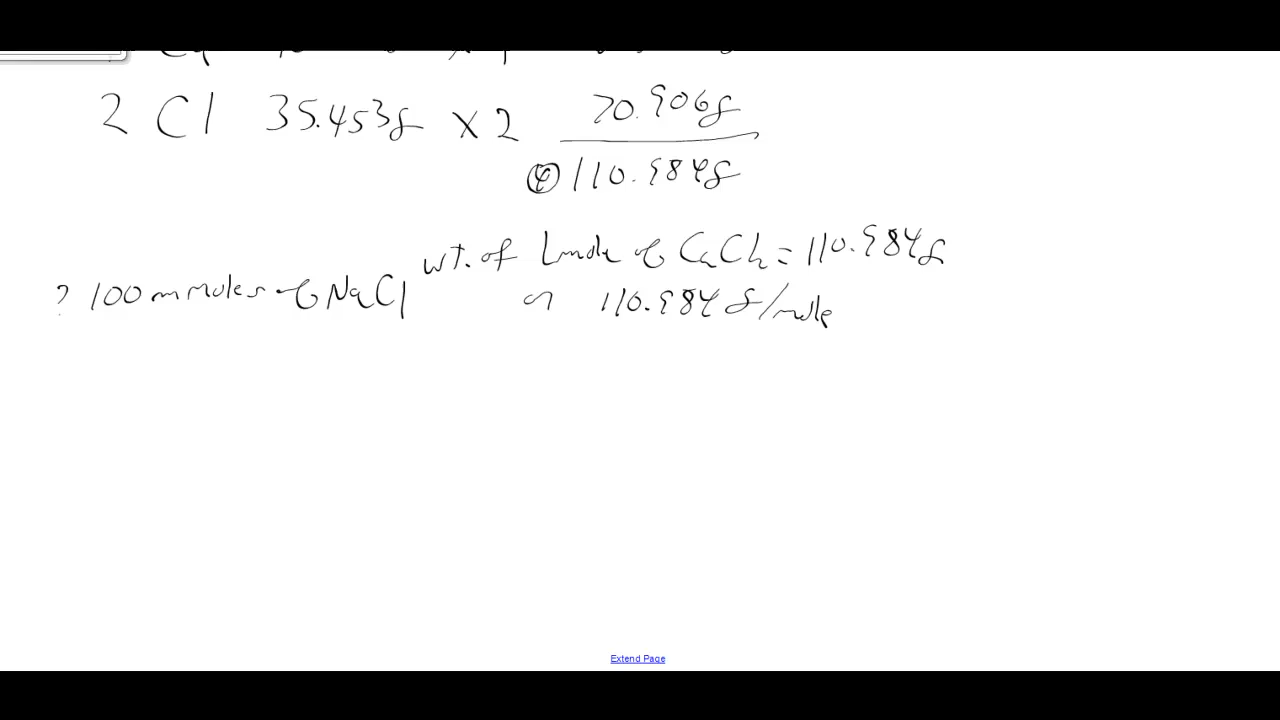 2 Cl 35.453g x 2 70.906g
⊕ 110.984g
wt. of 1 mole of CaCl2 = 110.984g
? 100 mmoles of NaCl
or 110.984 g/mole
Extend Page